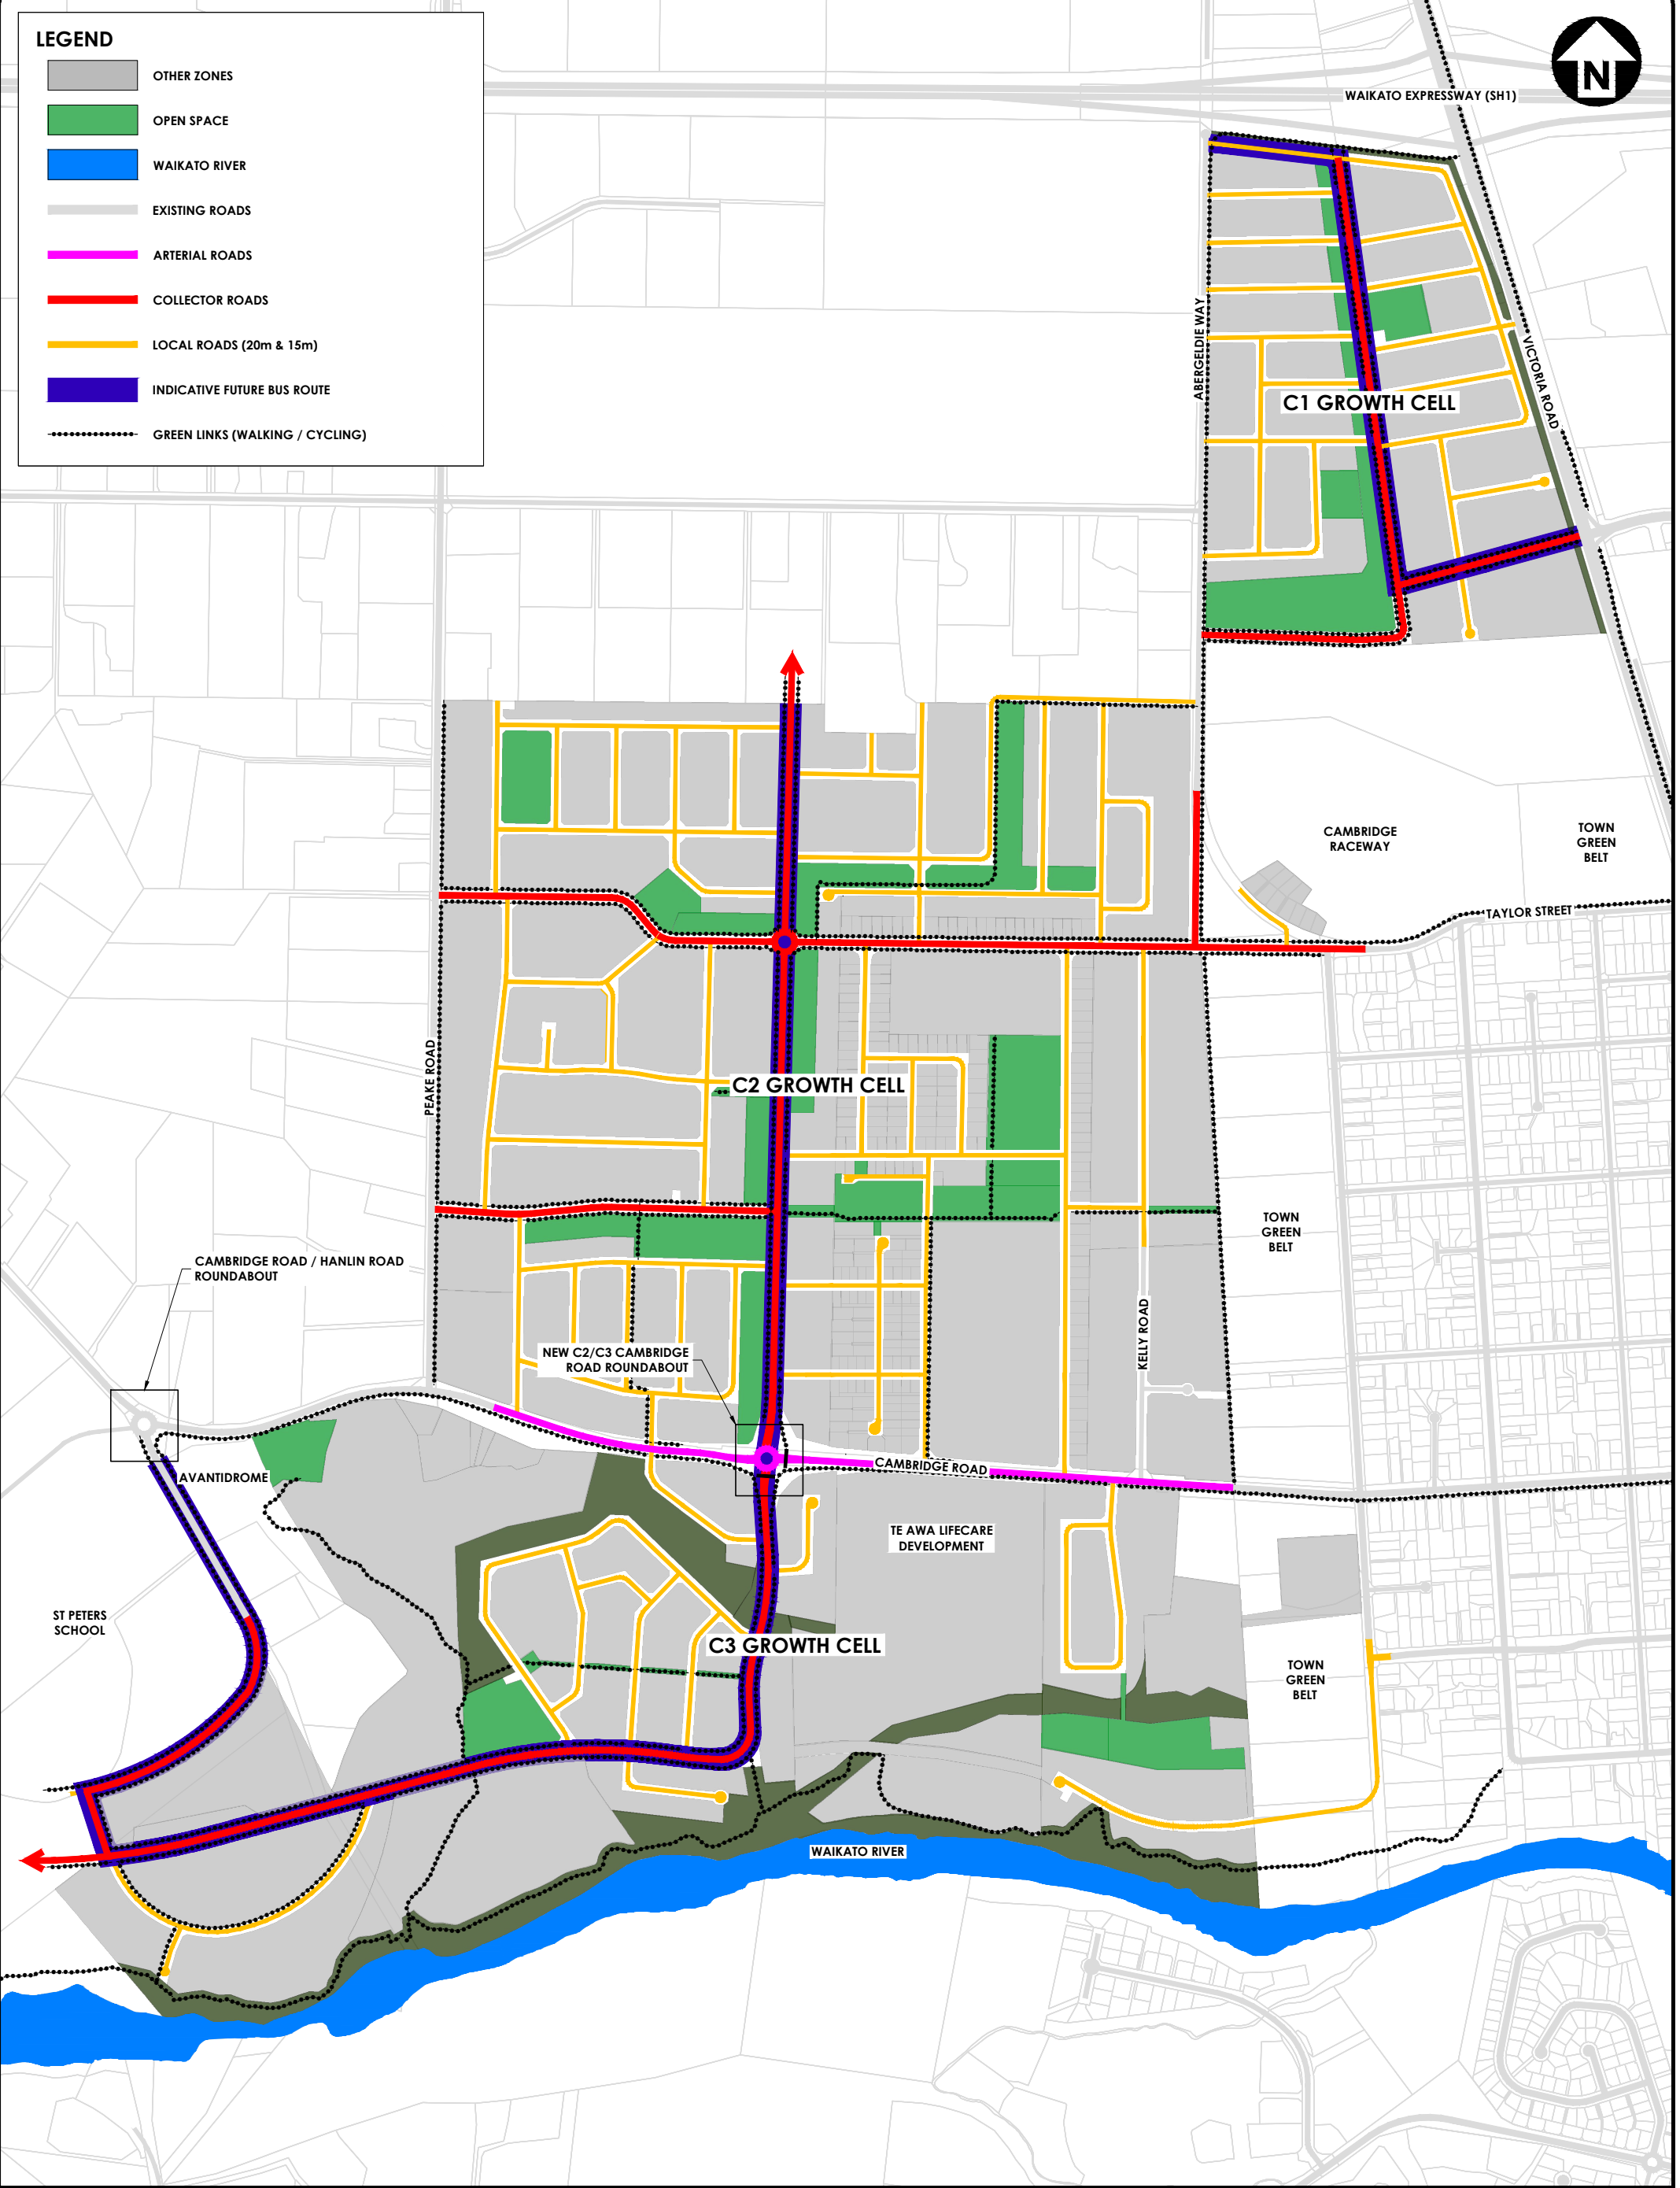 LEGEND
OTHER ZONES
OPEN SPACE
WAIKATO RIVER
EXISTING ROADS
ARTERIAL ROADS
COLLECTOR ROADS
LOCAL ROADS (20m & 15m)
INDICATIVE FUTURE BUS ROUTE
GREEN LINKS (WALKING / CYCLING)
N
WAIKATO EXPRESSWAY (SH1)
ABERGELDIE WAY
VICTORIA ROAD
C1 GROWTH CELL
CAMBRIDGE
RACEWAY
TOWN
GREEN
BELT
TAYLOR STREET
PEAKE ROAD
C2 GROWTH CELL
TOWN
GREEN
BELT
CAMBRIDGE ROAD / HANLIN ROAD
ROUNDABOUT
KELLY ROAD
NEW C2/C3 CAMBRIDGE
ROAD ROUNDABOUT
CAMBRIDGE ROAD
AVANTIDROME
TE AWA LIFECARE
DEVELOPMENT
ST PETERS
SCHOOL
C3 GROWTH CELL
TOWN
GREEN
BELT
WAIKATO RIVER